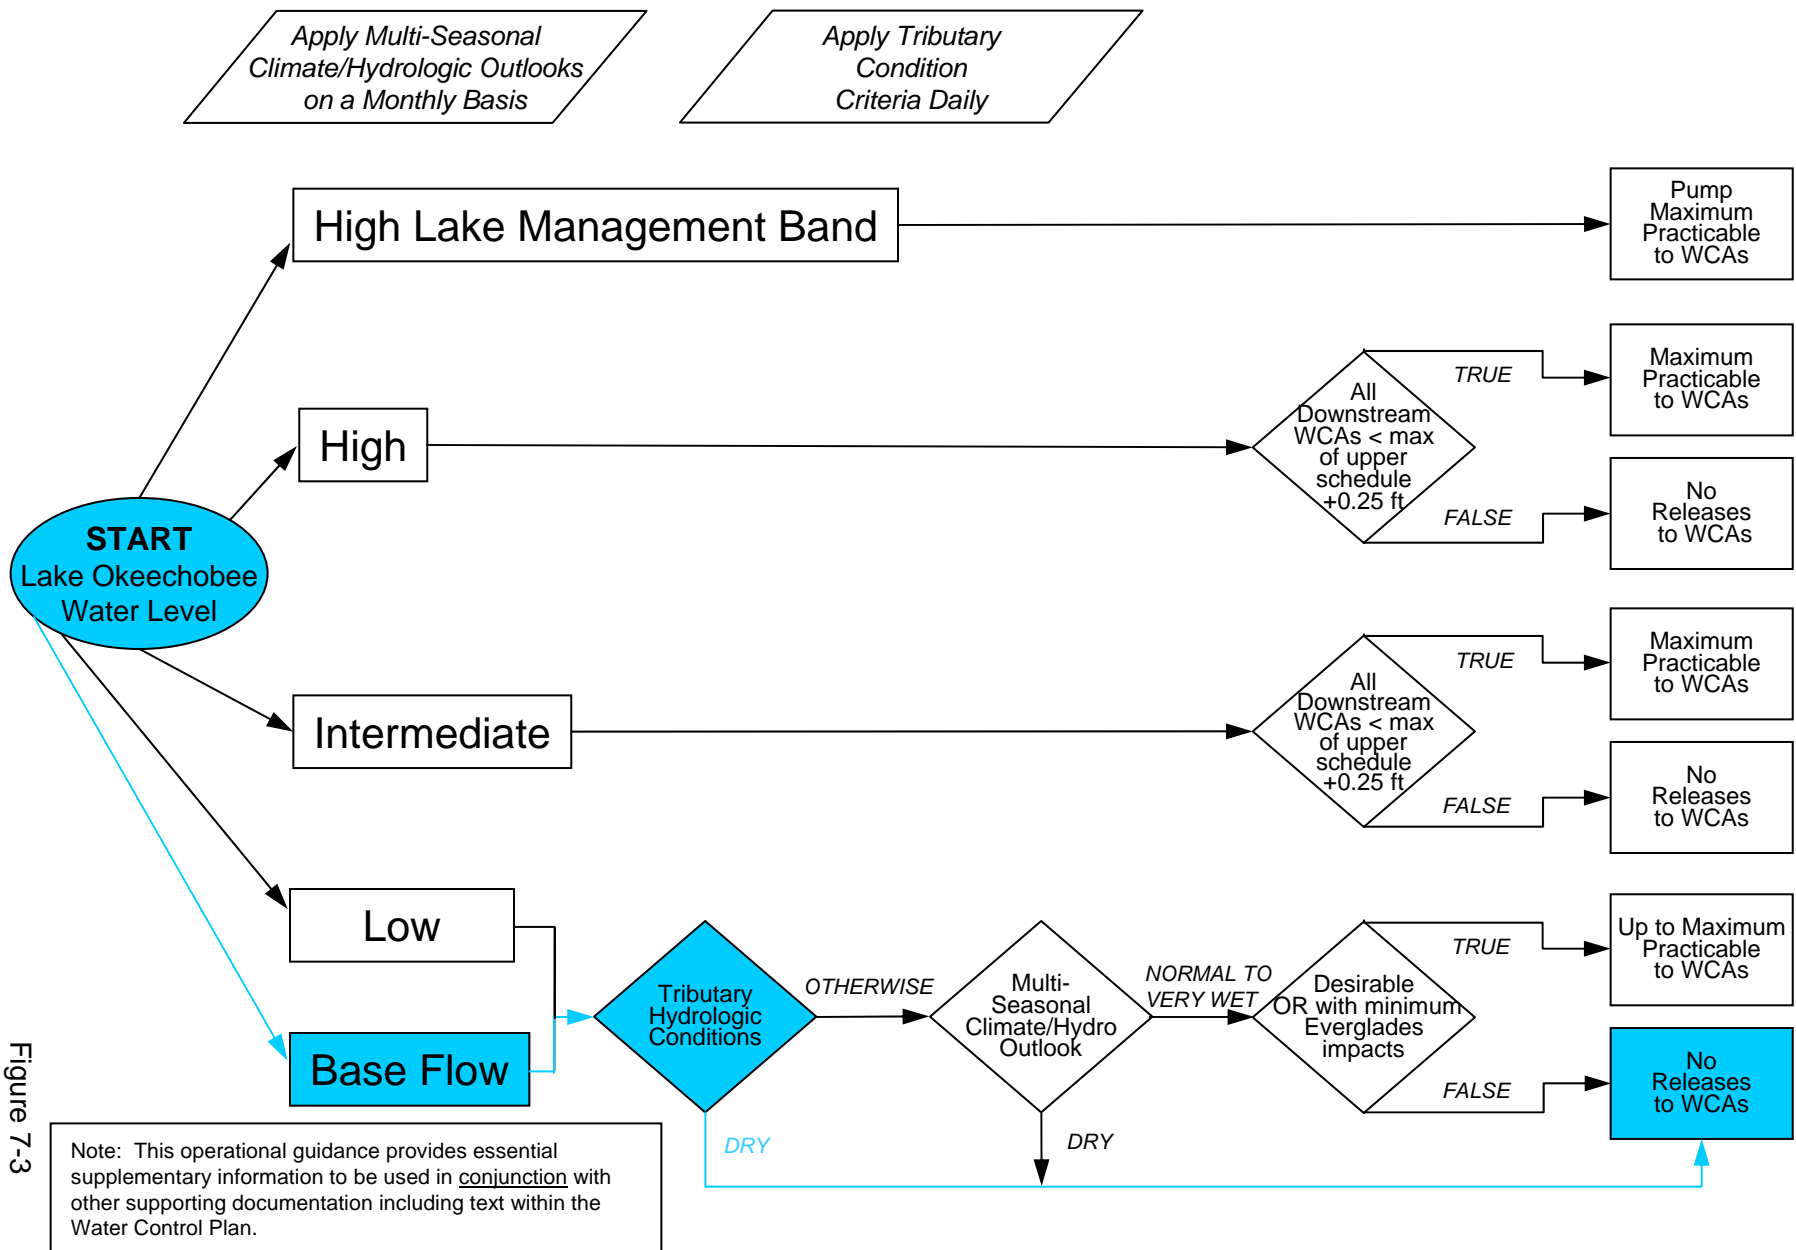 Apply Multi-Seasonal
Climate/Hydrologic Outlooks
on a Monthly Basis
Apply Tributary
Condition
Criteria Daily
High Lake Management Band
Pump
Maximum
Practicable
to WCAs
High
All
Downstream
WCAs < max
of upper
schedule
+0.25 ft
TRUE
Maximum
Practicable
to WCAs
FALSE
No
Releases
to WCAs
START
Lake Okeechobee
Water Level
Intermediate
All
Downstream
WCAs < max
of upper
schedule
+0.25 ft
TRUE
Maximum
Practicable
to WCAs
FALSE
No
Releases
to WCAs
Low
Base Flow
Tributary
Hydrologic
Conditions
OTHERWISE
DRY
Multi-
Seasonal
Climate/Hydro
Outlook
NORMAL TO
VERY WET
DRY
Desirable
OR with minimum
Everglades
impacts
TRUE
Up to Maximum
Practicable
to WCAs
FALSE
No
Releases
to WCAs
Figure 7-3
Note:  This operational guidance provides essential
supplementary information to be used in conjunction with
other supporting documentation including text within the
Water Control Plan.